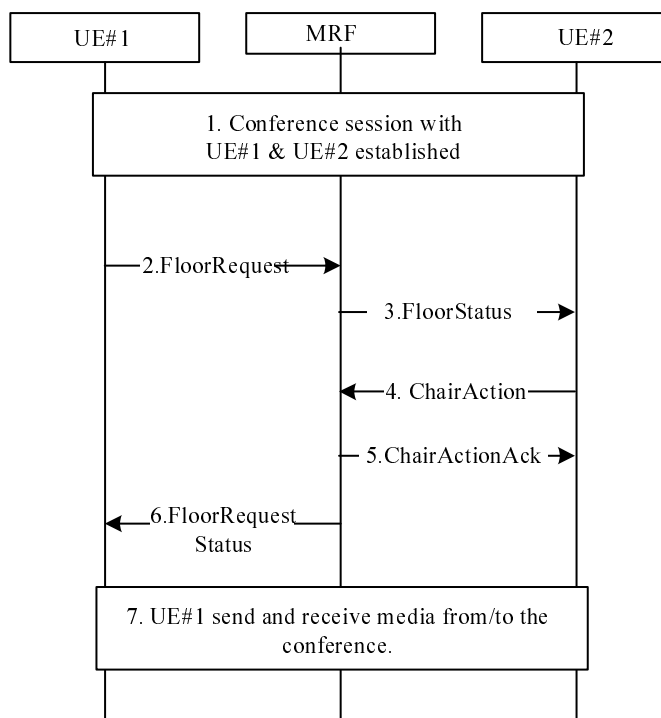 UE#1
MRF
UE#2
1. Conference session with
UE#1 & UE#2 established
2.FloorRequest
3.FloorStatus
4. ChairAction
5.ChairActionAck
6.FloorRequest
Status
7. UE#1 send and receive media from/to the
conference.